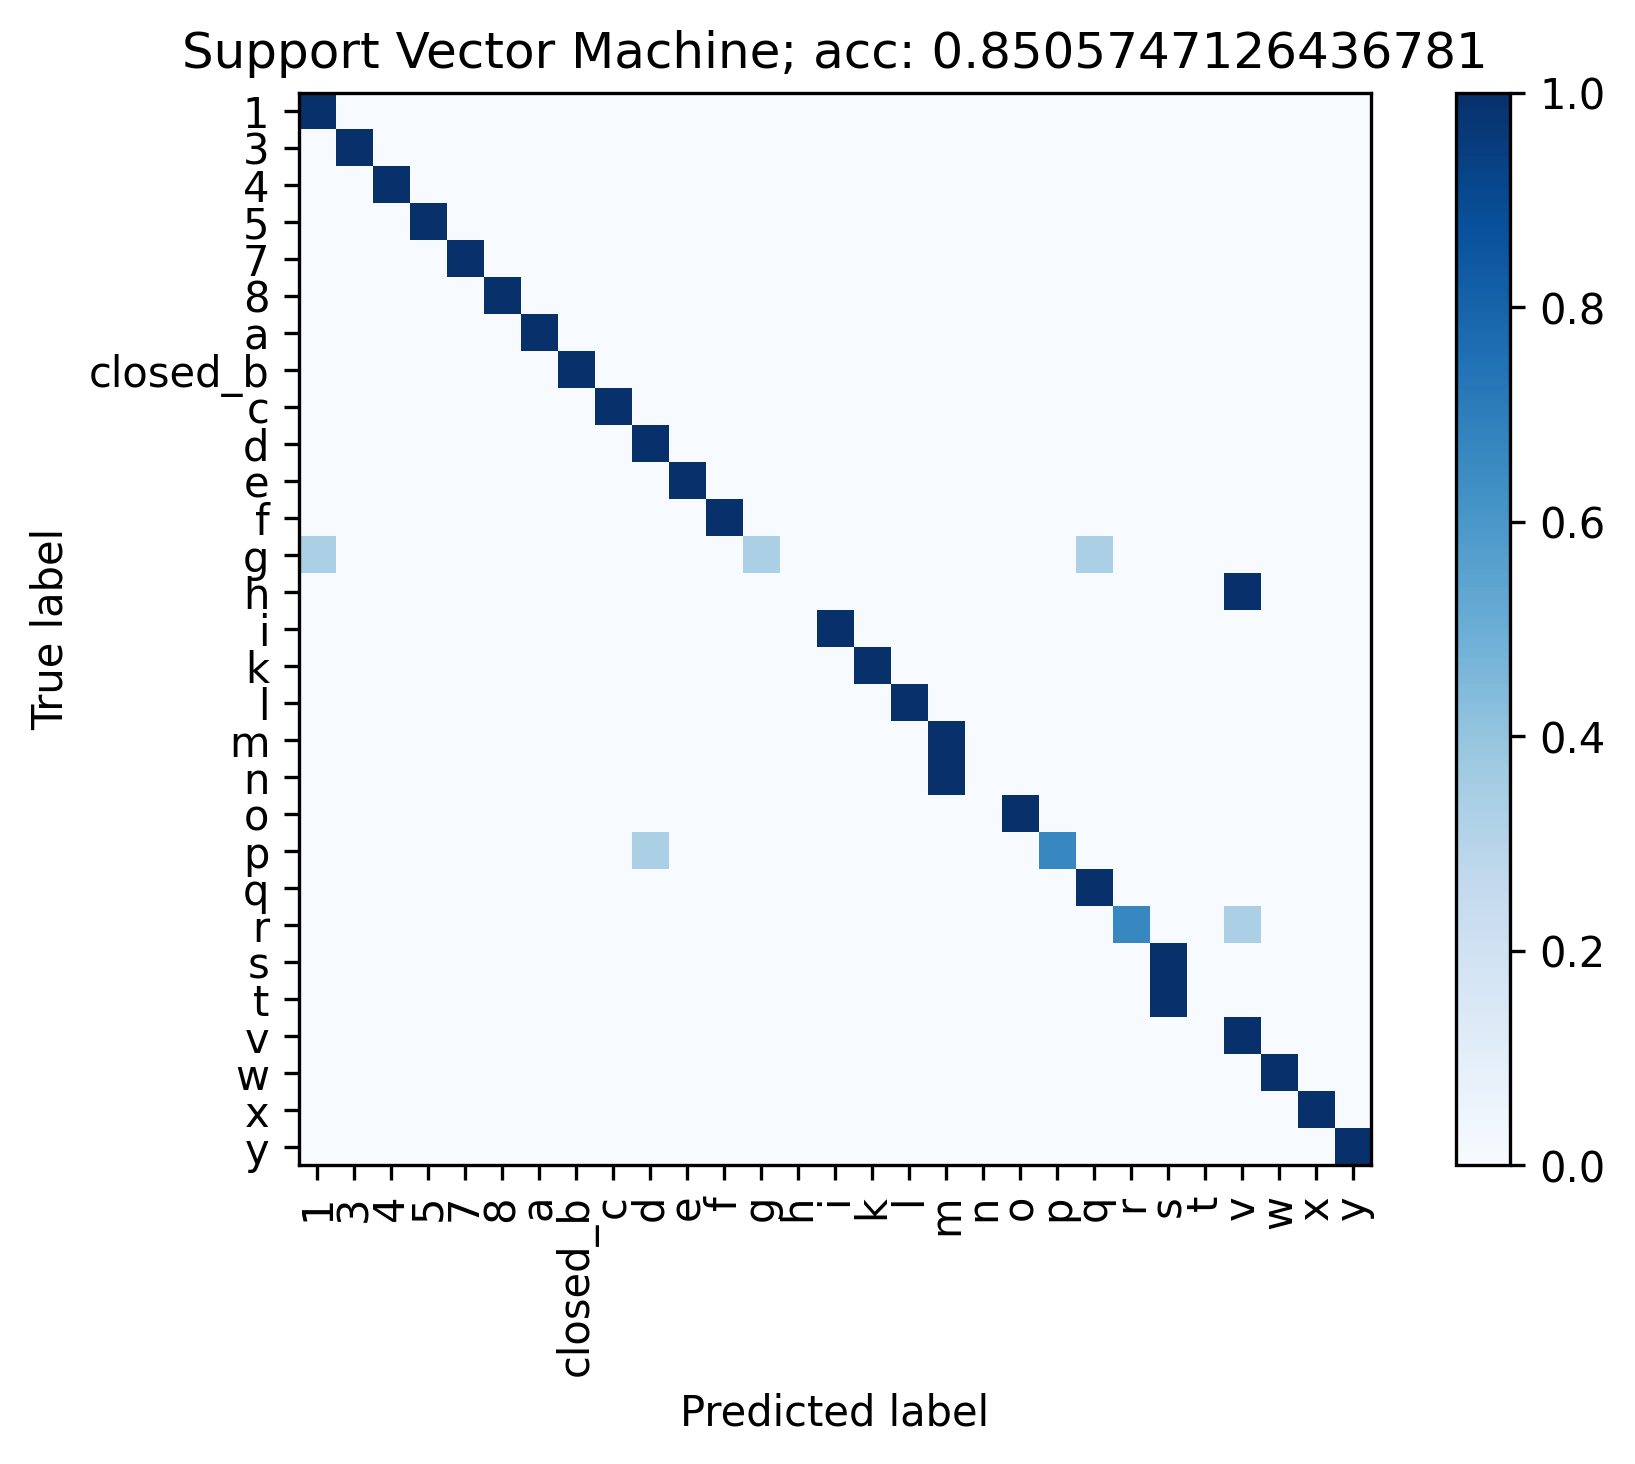 Support Vector Machine; acc: 0.8505747126436781
True label
1
3
4
5
7
8
a
closed_b
c
d
e
f
g
h
i
k
l
m
n
o
p
q
r
s
t
v
w
x
y
1 3 4 5 7 8 a closed_b c d e f g h i k l m n o p q r s t v w x y
Predicted label
1.0
0.8
0.6
0.4
0.2
0.0